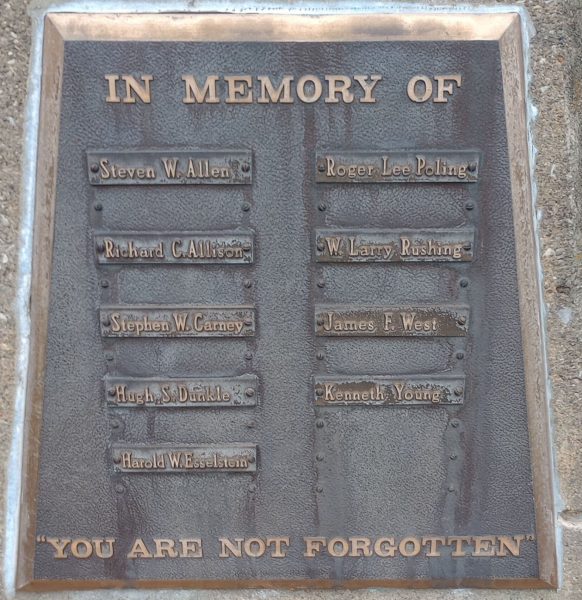 IN MEMORY OF
Steven W. Allen
Richard C. Allison
Stephen W. Carney
Hugh S. Dunkle
Harold W. Esselstein
Roger Lee Poling
W. Larry Rushing
James F. West
Kenneth Young
"YOU ARE NOT FORGOTTEN"